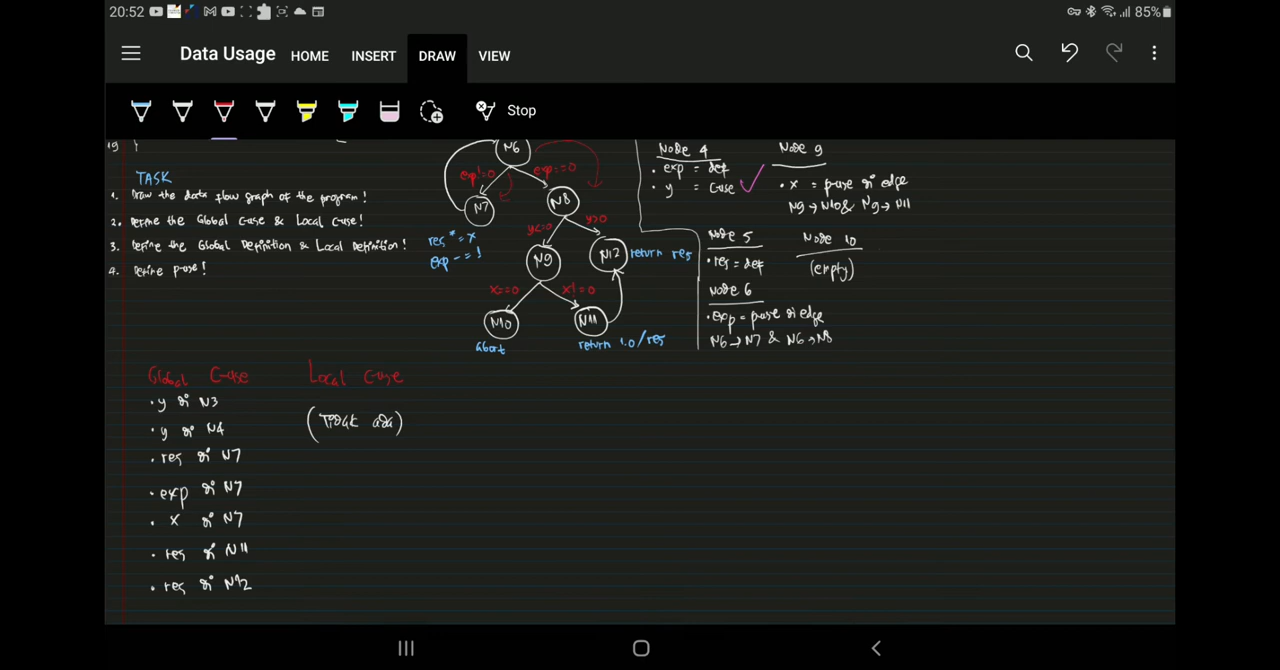 20:52
85%
Data Usage HOME INSERT DRAW VIEW
Stop
19 }
TASK
1. Draw the data flow graph of the program!
2. Define the Global C-use & Local C-use!
3. Define the Global Definition & Local Definition!
4. Define p-use!
N6
exp!=0 exp==0
N7 N8
res *= x
exp -= 1
y<=0 y>0
N9 N12 return res
x==0 x!=0
N10 N11
abort return 1.0/res
Node 4
• exp = def
• y = C-use
Node 9
• x = p-use di edge
N9 → N10 & N9 → N11
Node 5
• res = def
Node 10
(empty)
Node 6
• exp = p-use di edge
N6 → N7 & N6 → N8
Global C-use
• y di N3
• y di N4
• res di N7
• exp di N7
• x di N7
• res di N11
• res di N12
Local C-use
(Tidak ada)